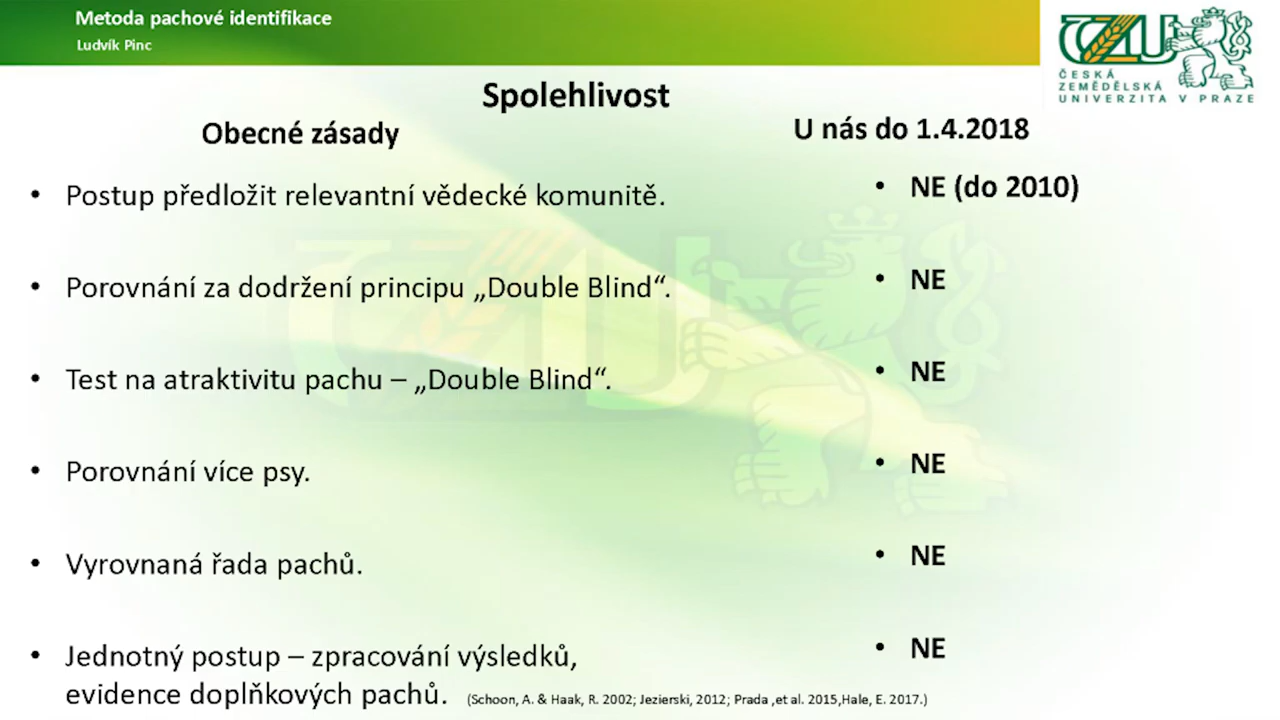 Metoda pachové identifikace
Ludvík Pinc
ČZU
ČESKÁ
ZEMĚDĚLSKÁ
UNIVERZITA V PRAZE
Spolehlivost
Obecné zásady
U nás do 1.4.2018
• Postup předložit relevantní vědecké komunitě.
• NE (do 2010)
• Porovnání za dodržení principu „Double Blind“.
• NE
• Test na atraktivitu pachu – „Double Blind“.
• NE
• Porovnání více psy.
• NE
• Vyrovnaná řada pachů.
• NE
• Jednotný postup – zpracování výsledků,
evidence doplňkových pachů.
• NE
(Schoon, A. & Haak, R. 2002; Jezierski, 2012; Prada ,et al. 2015,Hale, E. 2017.)